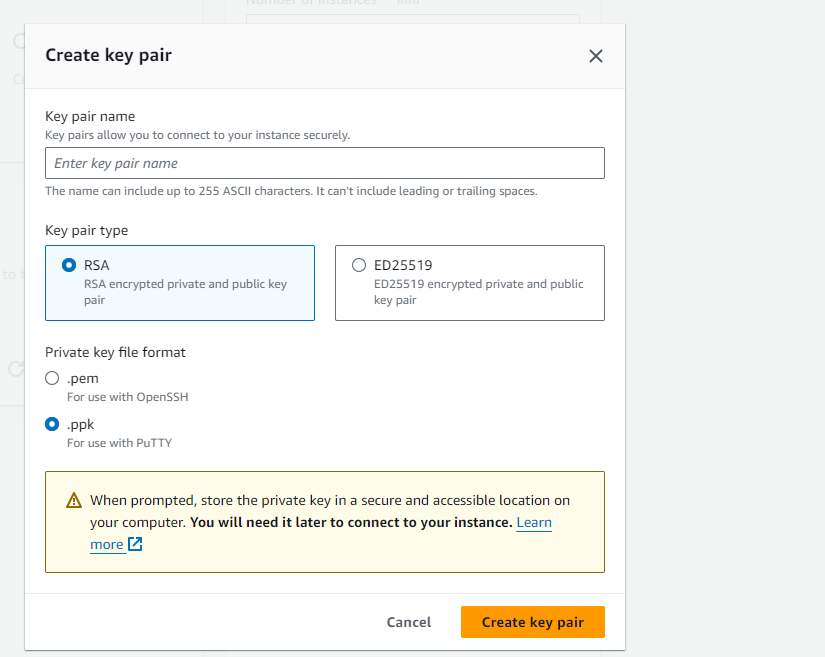 Number of instances Info
Create key pair
Key pair name
Key pairs allow you to connect to your instance securely.
Enter key pair name
The name can include up to 255 ASCII characters. It can't include leading or trailing spaces.
Key pair type
RSA
RSA encrypted private and public key
pair
ED25519
ED25519 encrypted private and public
key pair
Private key file format
.pem
For use with OpenSSH
.ppk
For use with PuTTY
When prompted, store the private key in a secure and accessible location on
your computer. You will need it later to connect to your instance. Learn
more
Cancel
Create key pair